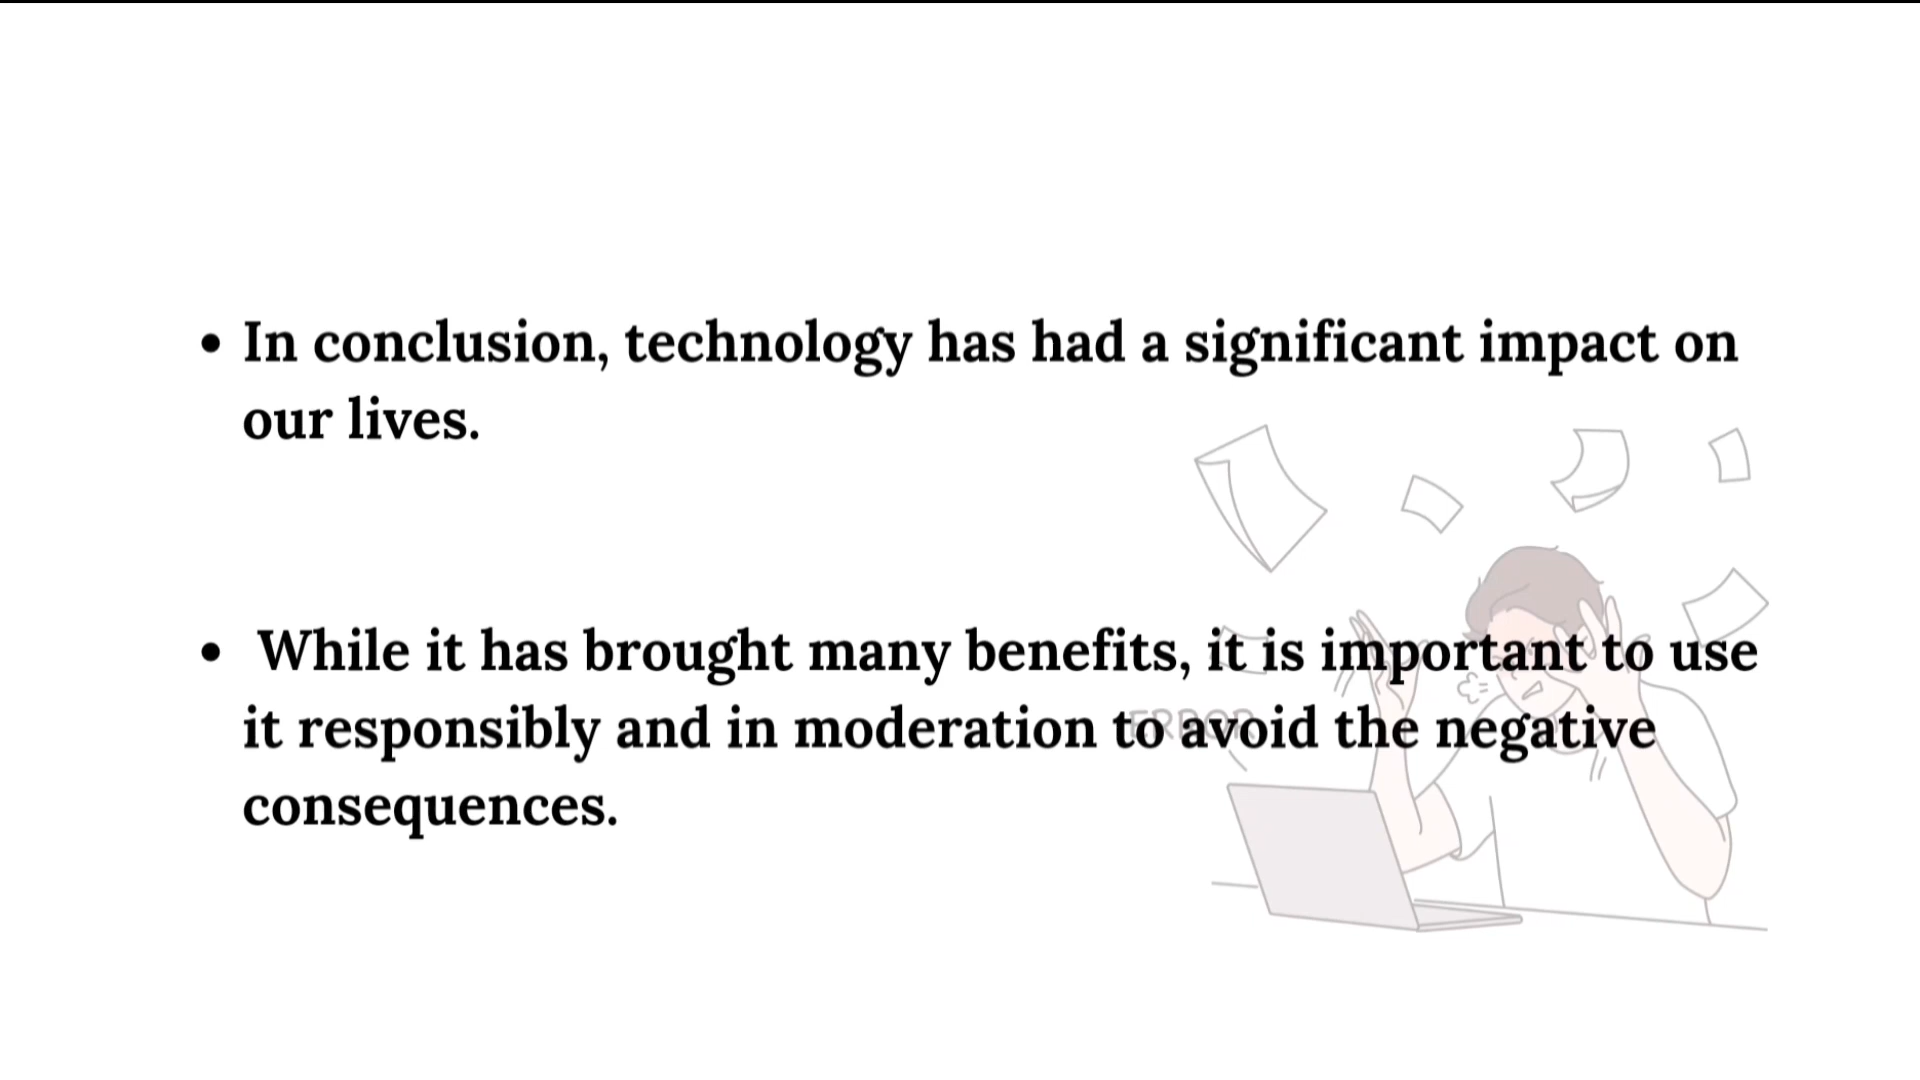 • In conclusion, technology has had a significant impact on
our lives.
• While it has brought many benefits, it is important to use
it responsibly and in moderation to avoid the negative
consequences.
ERROR